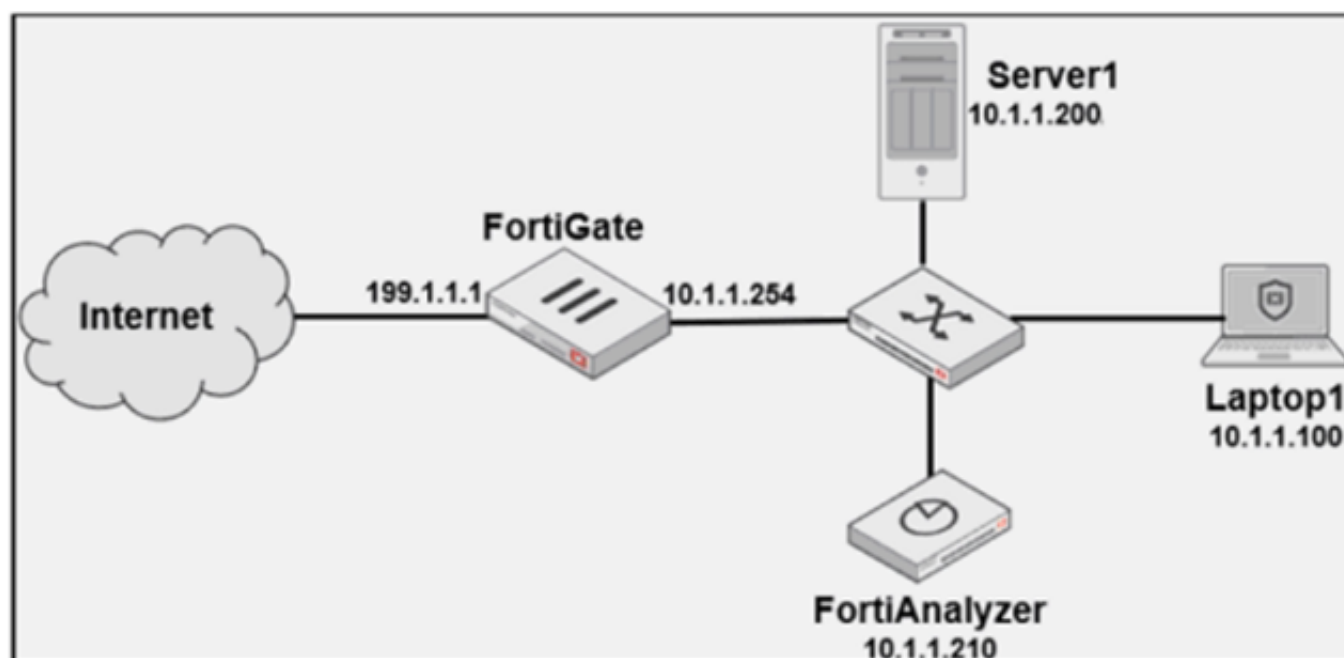 Server1
10.1.1.200
FortiGate
199.1.1.1
10.1.1.254
Internet
Laptop1
10.1.1.100
FortiAnalyzer
10.1.1.210